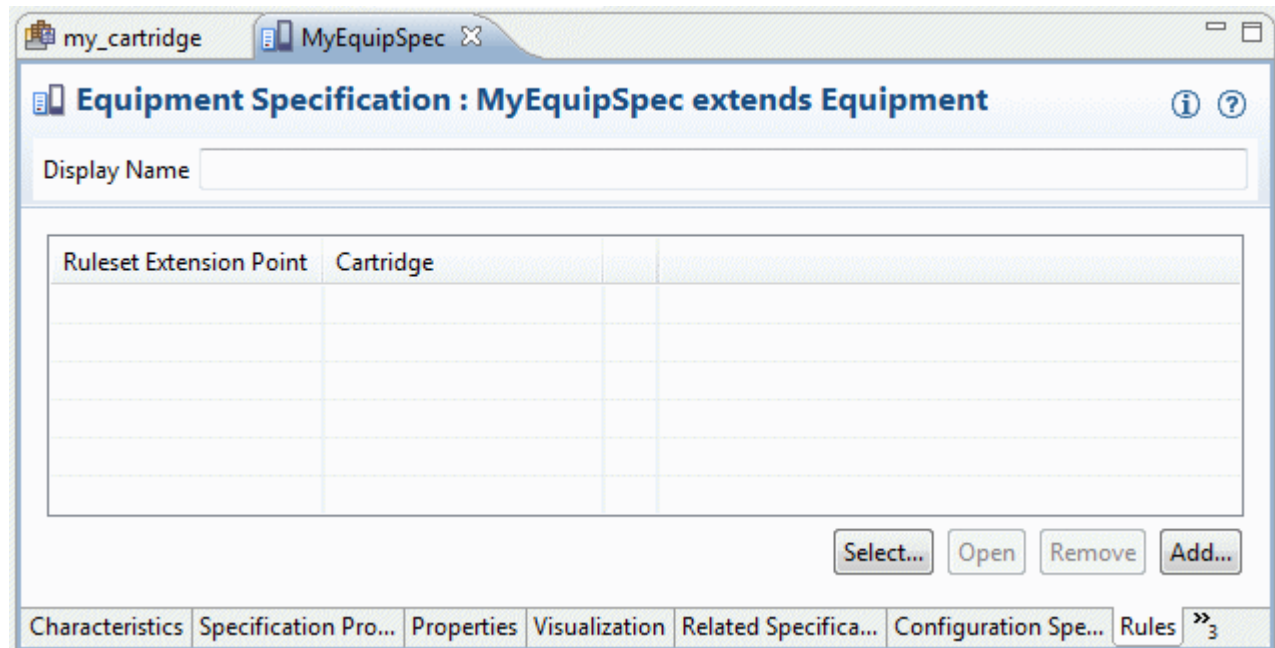 my_cartridge MyEquipSpec
Equipment Specification : MyEquipSpec extends Equipment
Display Name
Ruleset Extension Point Cartridge
Select... Open Remove Add...
Characteristics Specification Pro... Properties Visualization Related Specifica... Configuration Spe... Rules »3